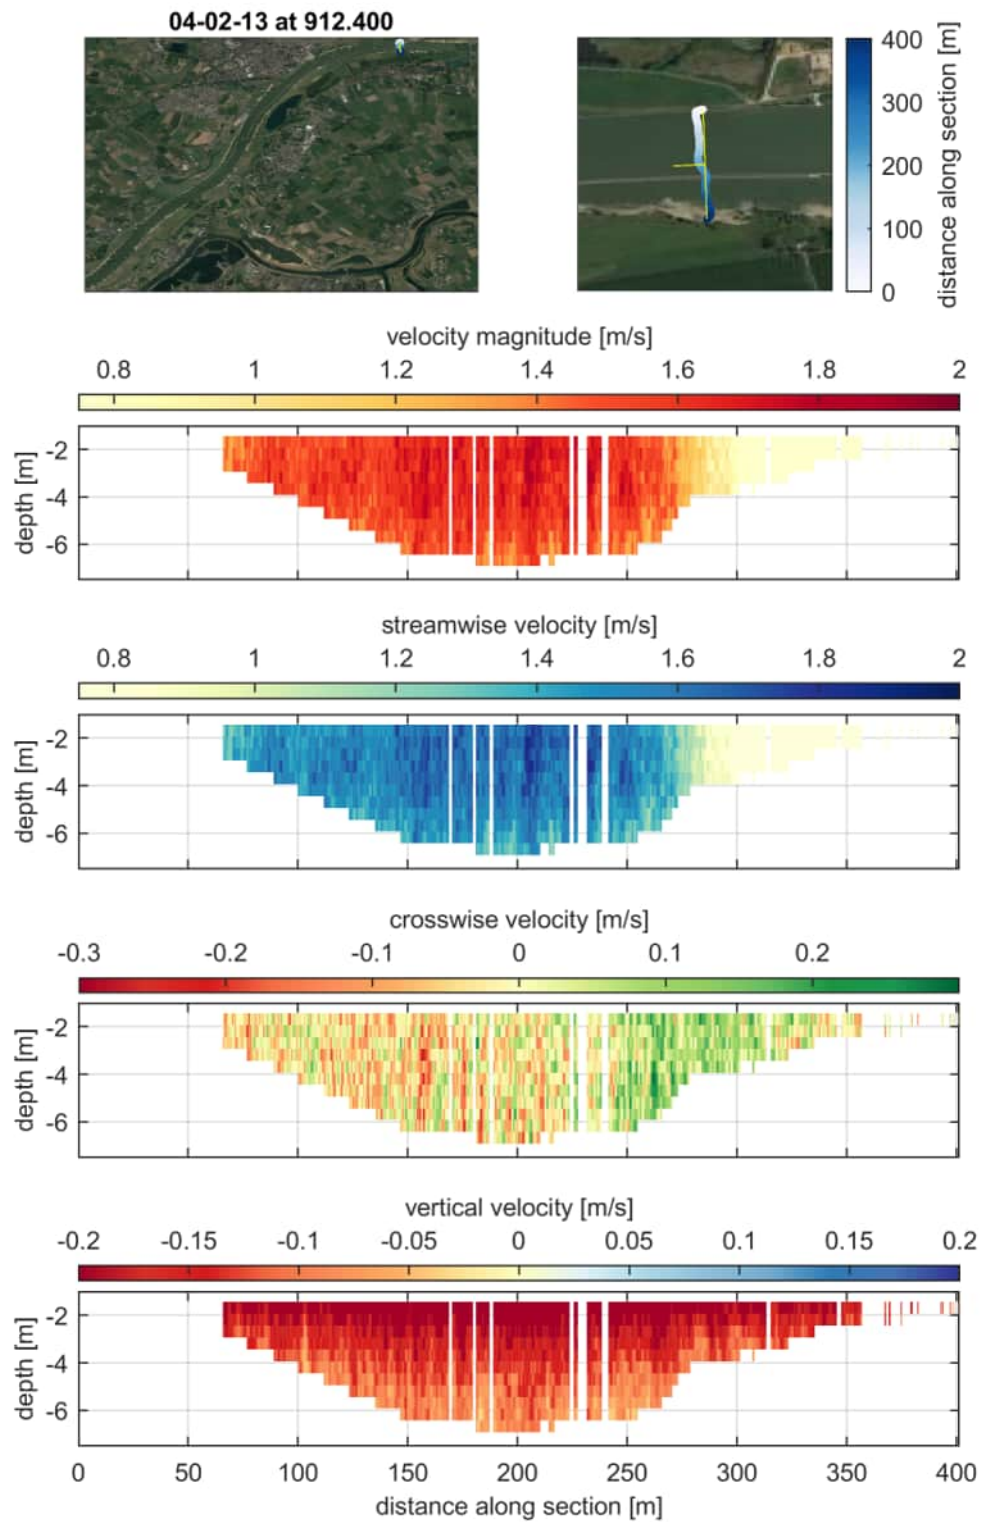 04-02-13 at 912.400
400
300
200
100
0
distance along section [m]
velocity magnitude [m/s]
0.8 1 1.2 1.4 1.6 1.8 2
-2
-4
-6
depth [m]
streamwise velocity [m/s]
0.8 1 1.2 1.4 1.6 1.8 2
-2
-4
-6
depth [m]
crosswise velocity [m/s]
-0.3 -0.2 -0.1 0 0.1 0.2
-2
-4
-6
depth [m]
vertical velocity [m/s]
-0.2 -0.15 -0.1 -0.05 0 0.05 0.1 0.15 0.2
-2
-4
-6
depth [m]
0 50 100 150 200 250 300 350 400
distance along section [m]